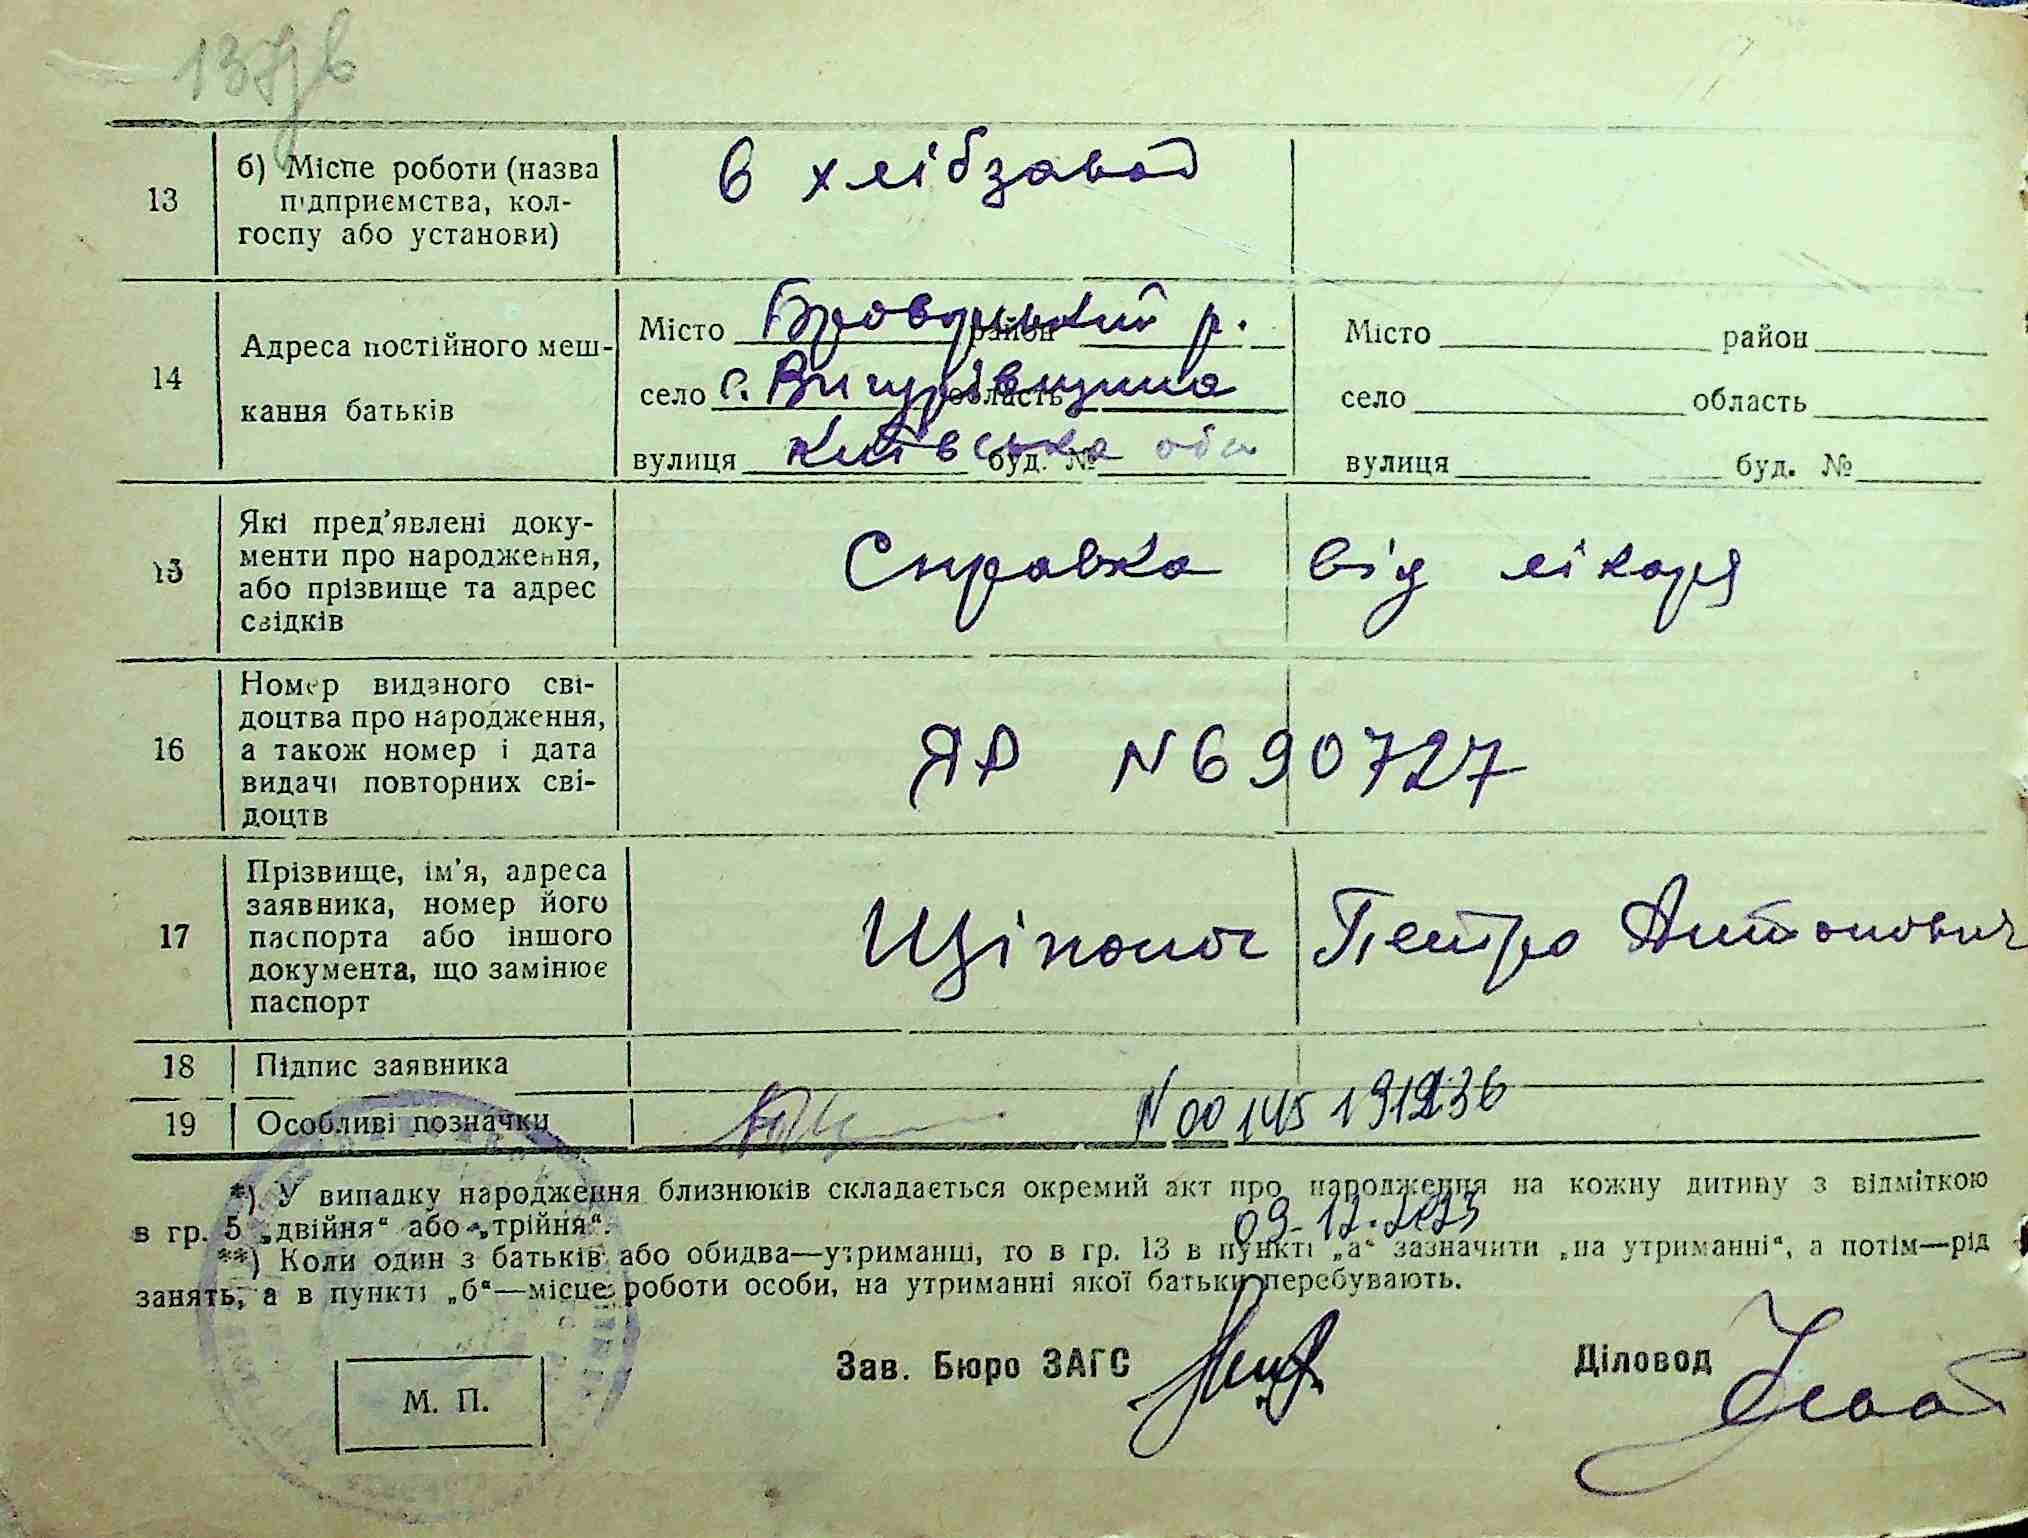 137
13
б) Місце роботи (назва
підприємства, кол-
госпу або установи)
в хлібзавод
14
Адреса постійного меш-
кання батьків
Місто Броварський р. район
село с. Вигурівщина область
вулиця Київська обл буд. №
Місто район
село область
вулиця буд. №
15
Які пред'явлені доку-
менти про народження,
або прізвище та адрес
свідків
Справка від лікаря
16
Номер виданого сві-
доцтва про народження,
а також номер і дата
видачі повторних сві-
доцтв
ЯР N 690727
17
Прізвище, ім'я, адреса
заявника, номер його
паспорта або іншого
документа, що замінює
паспорт
Петро Антонович
18
Підпис заявника
19
Особливі позначки
N 00145
*) У випадку народження близнюків складається окремий акт про народження на кожну дитину з відміткою
в гр. 5 „двійня“ або „трійня“.
09.12.2023
**) Коли один з батьків або обидва—утриманці, то в гр. 13 в пункті „а“ зазначити „на утриманні“, а потім—рід
занять, а в пункті „б“—місце роботи особи, на утриманні якої батьки перебувають.
Зав. Бюро ЗАГС
Діловод
М. П.